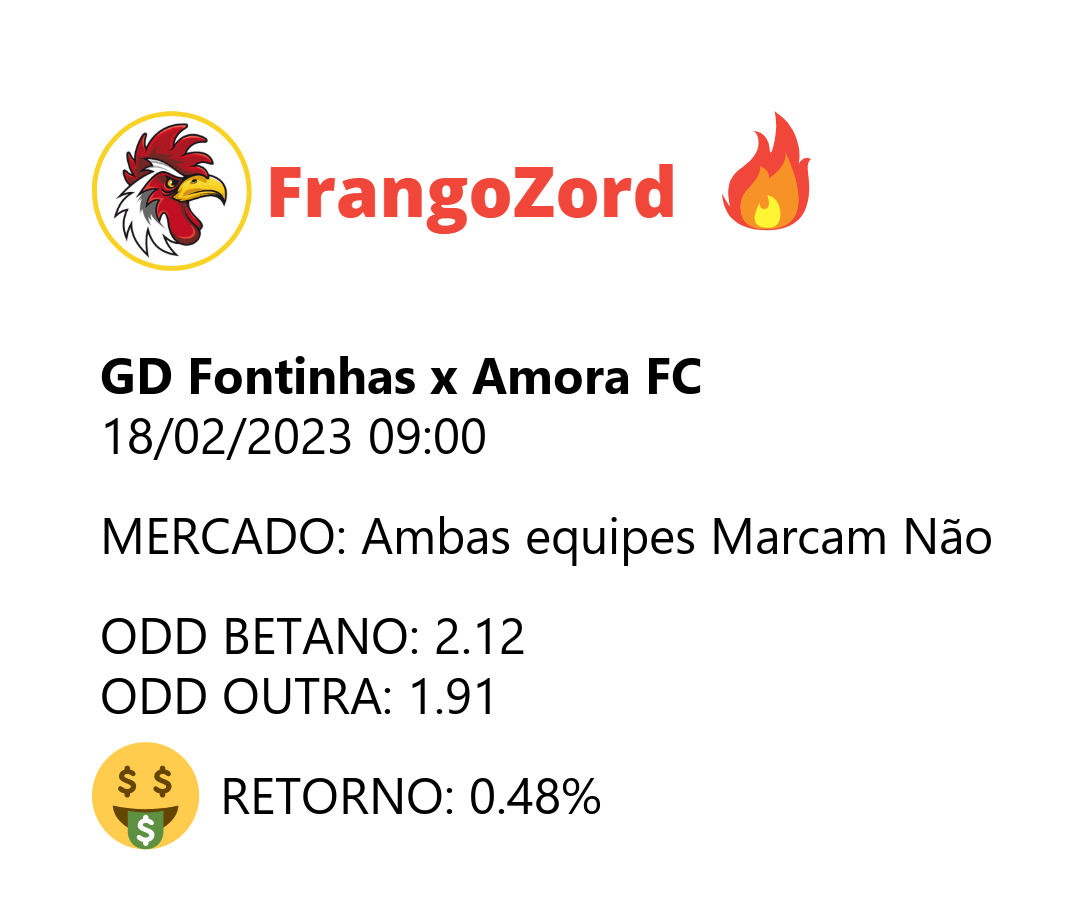 FrangoZord
GD Fontinhas x Amora FC
18/02/2023 09:00
MERCADO: Ambas equipes Marcam Não
ODD BETANO: 2.12
ODD OUTRA: 1.91
RETORNO: 0.48%